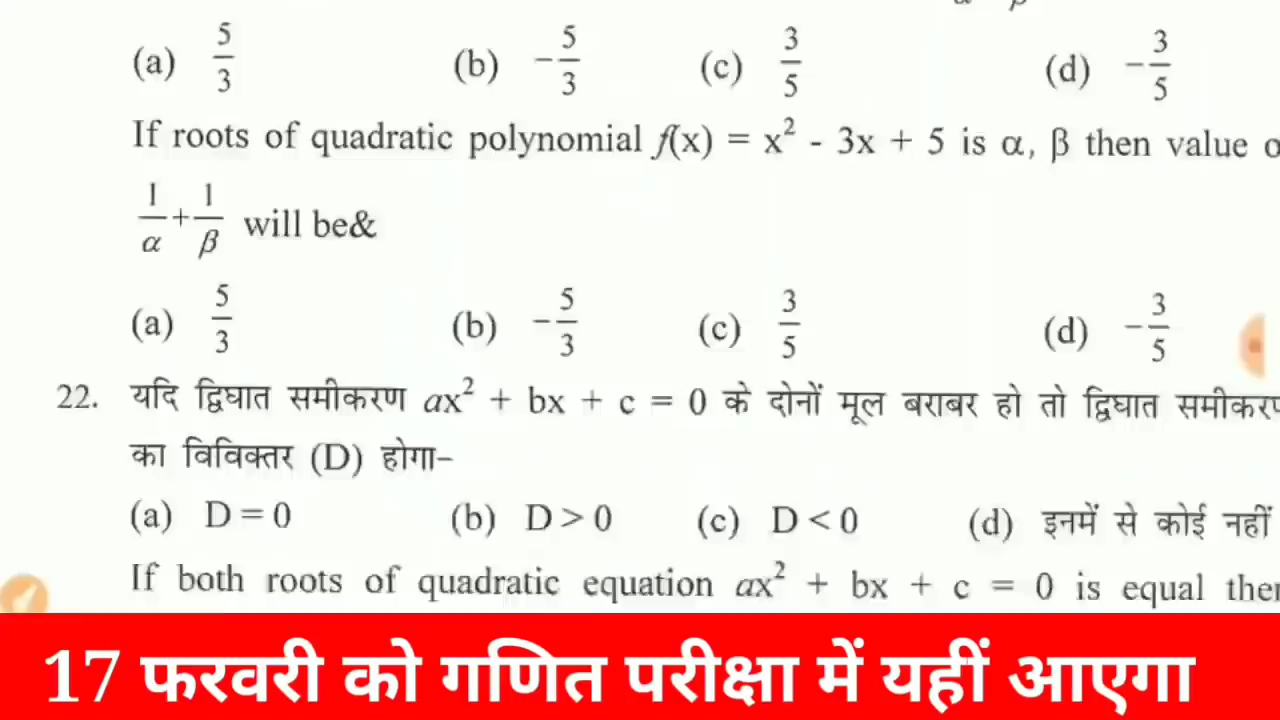 (a) 5/3 (b) -5/3 (c) 3/5 (d) -3/5
If roots of quadratic polynomial f(x) = x² - 3x + 5 is α, β then value o
1/α + 1/β will be&
(a) 5/3 (b) -5/3 (c) 3/5 (d) -3/5
22. यदि द्विघात समीकरण ax² + bx + c = 0 के दोनों मूल बराबर हो तो द्विघात समीकरण
का विविक्तर (D) होगा–
(a) D = 0 (b) D > 0 (c) D < 0 (d) इनमें से कोई नहीं
If both roots of quadratic equation ax² + bx + c = 0 is equal then
17 फरवरी को गणित परीक्षा में यहीं आएगा